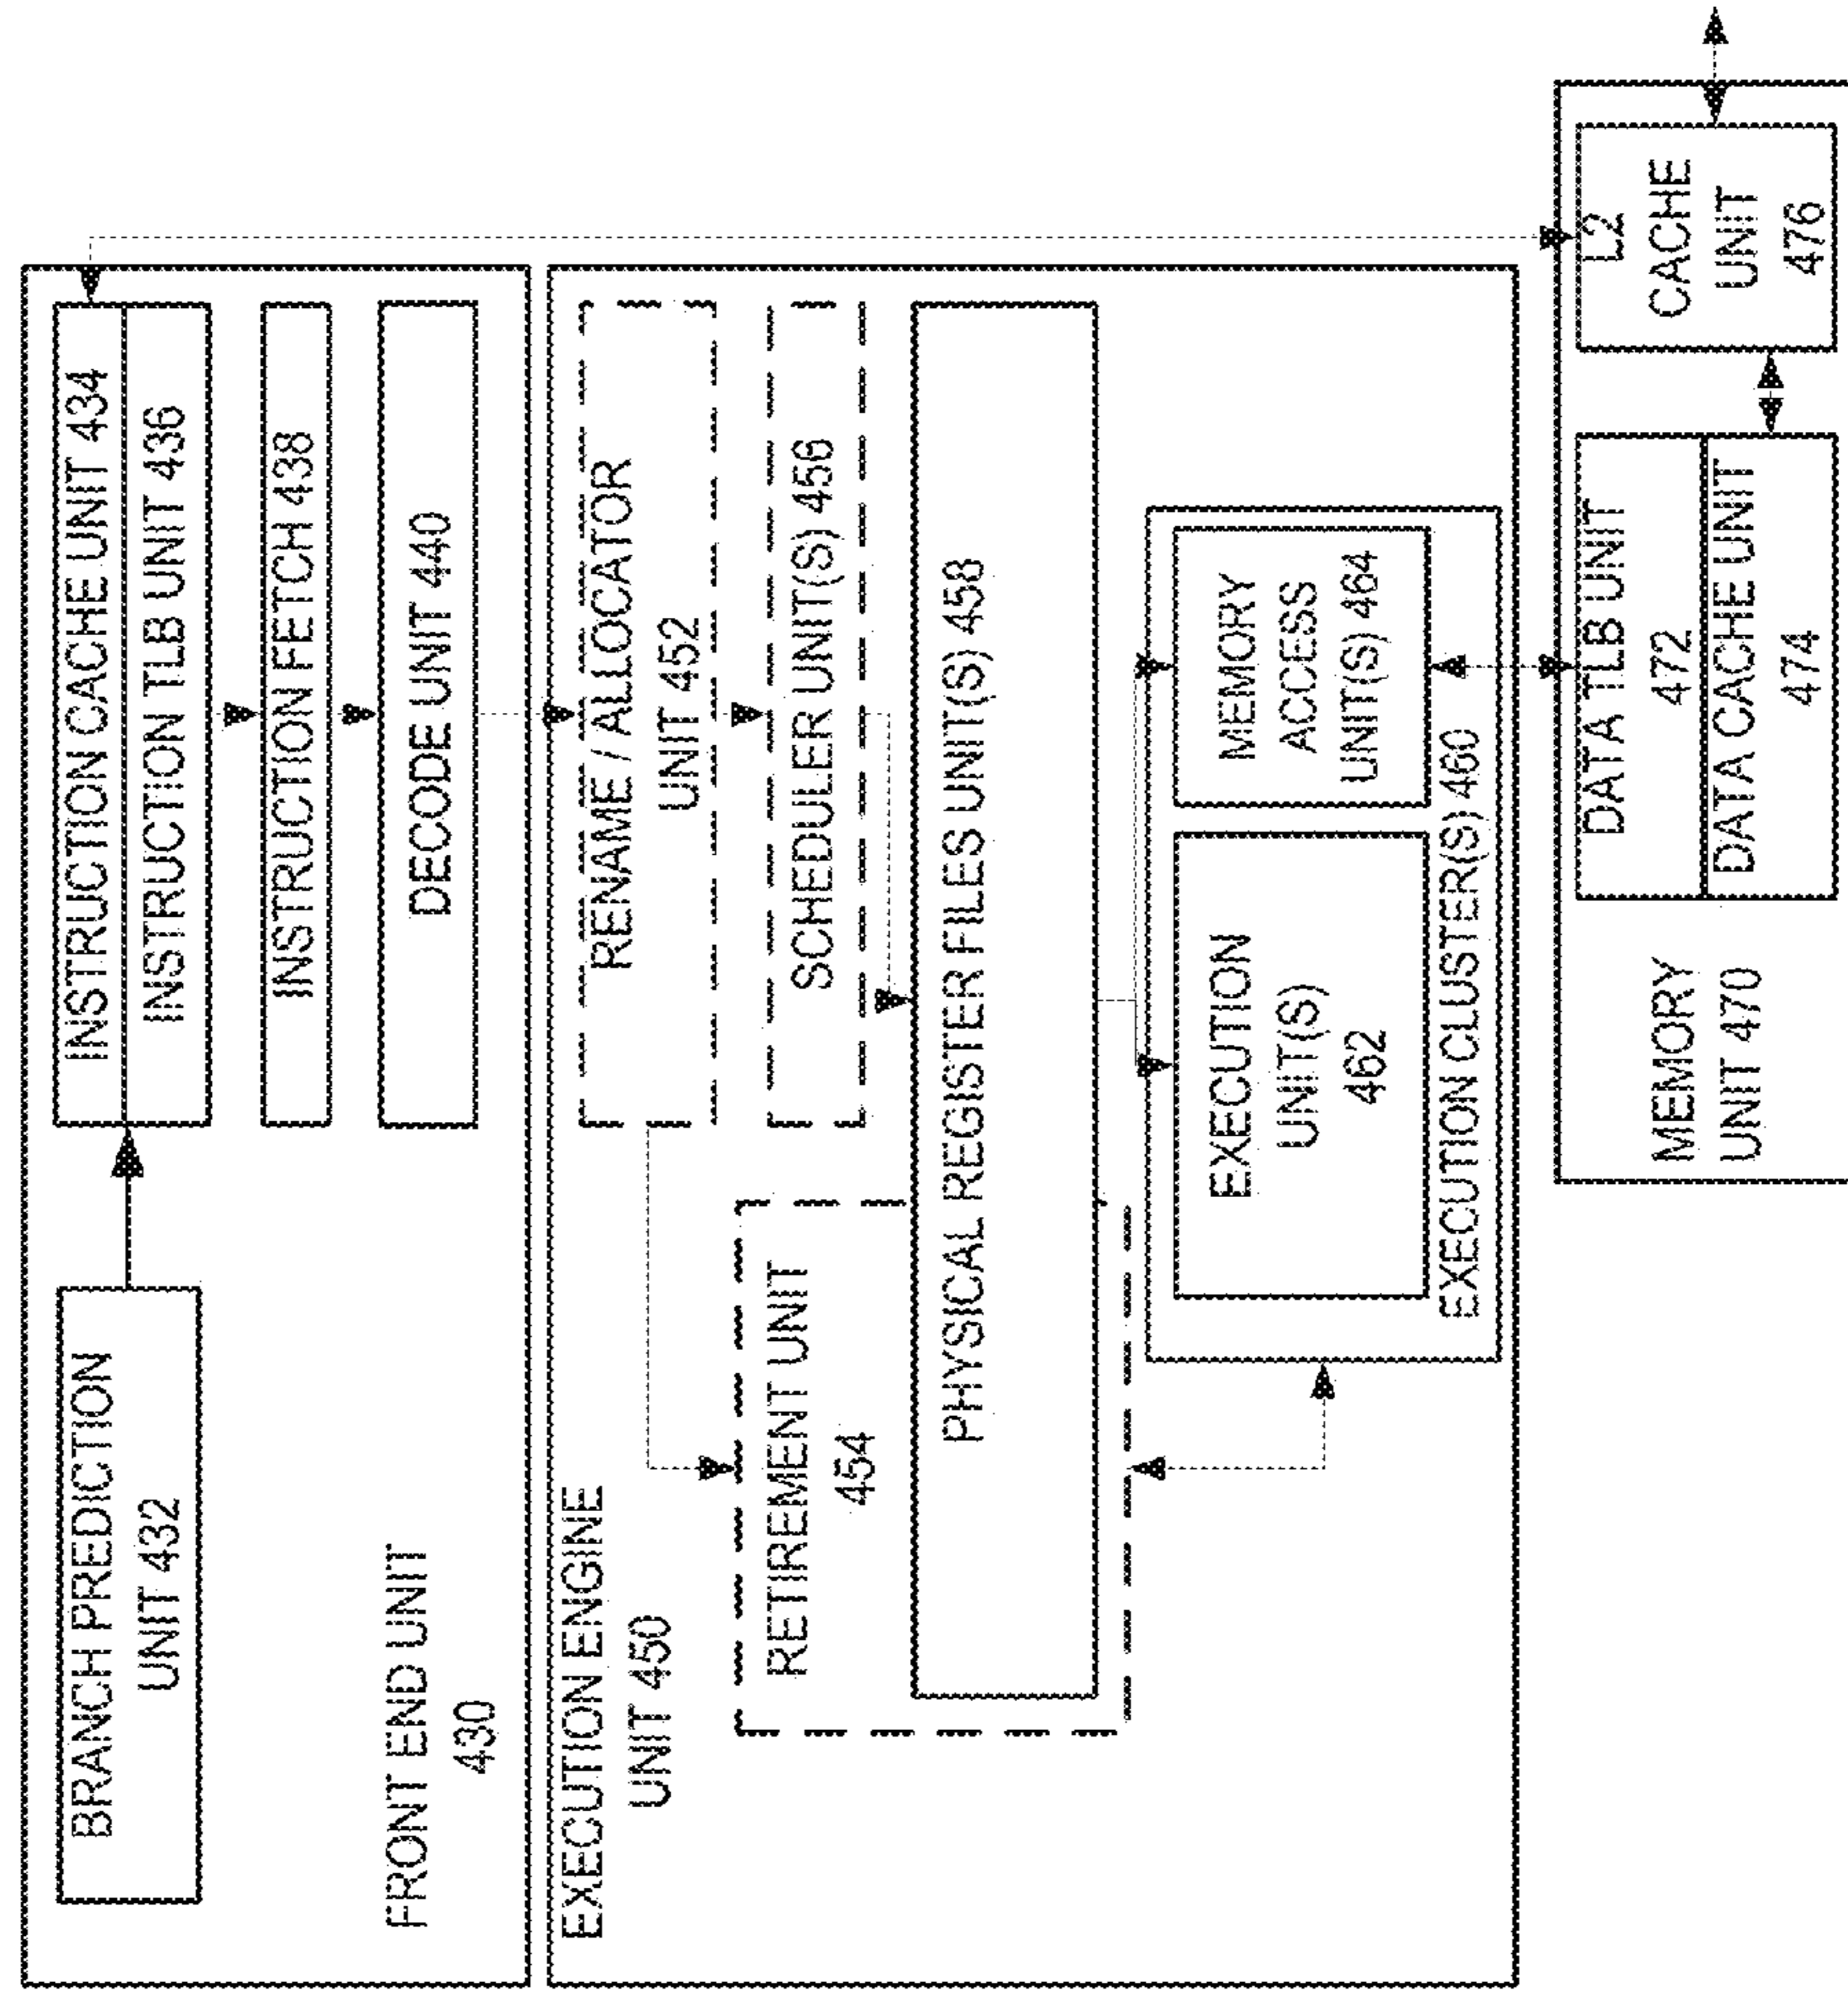 BRANCH PREDICTION
UNIT 432
INSTRUCTION CACHE UNIT 434
INSTRUCTION TLB UNIT 436
INSTRUCTION FETCH 438
DECODE UNIT 440
FRONT END UNIT
430
EXECUTION ENGINE
UNIT 450
RENAME / ALLOCATOR
UNIT 452
RETIREMENT UNIT
454
SCHEDULER UNIT(S) 456
PHYSICAL REGISTER FILES UNIT(S) 458
EXECUTION
UNIT(S)
462
MEMORY
ACCESS
UNIT(S) 464
EXECUTION CLUSTER(S) 460
MEMORY
UNIT 470
DATA TLB UNIT
472
DATA CACHE UNIT
474
L2
CACHE
UNIT
476